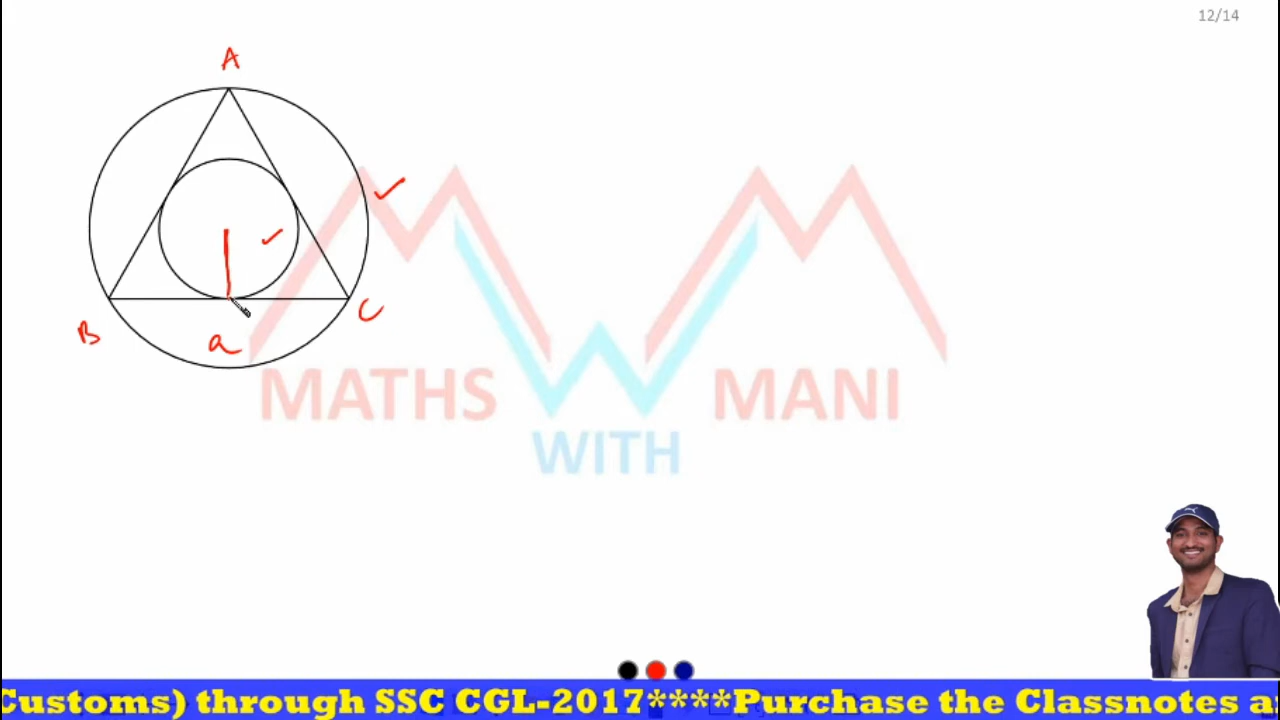 12/14
A
B
C
a
MATHS MANI
WITH
Customs) through SSC CGL-2017****Purchase the Classnotes a